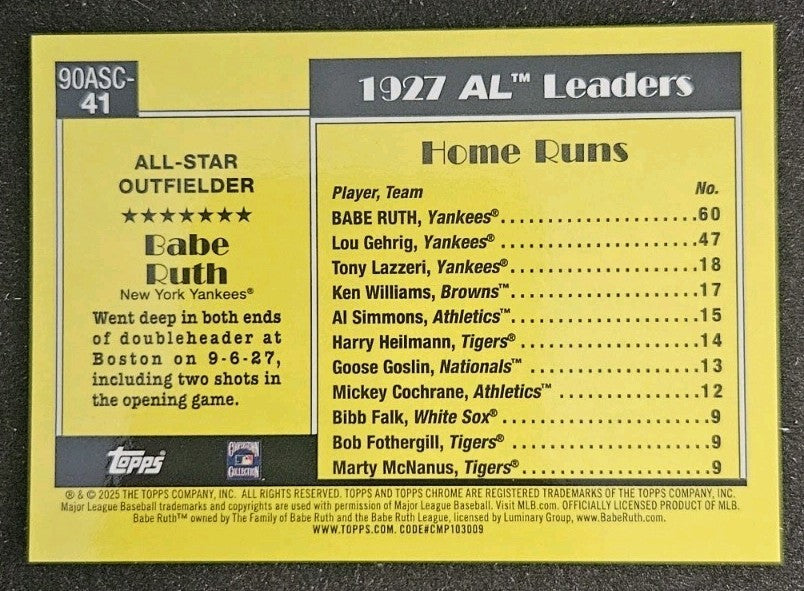 90ASC-
41
1927 AL™ Leaders
ALL-STAR
OUTFIELDER
★★★★★★★
Babe
Ruth
New York Yankees®
Went deep in both ends
of doubleheader at
Boston on 9-6-27,
including two shots in
the opening game.
Home Runs
Player, Team No.
BABE RUTH, Yankees®........................60
Lou Gehrig, Yankees®........................47
Tony Lazzeri, Yankees®......................18
Ken Williams, Browns™......................17
Al Simmons, Athletics™.....................15
Harry Heilmann, Tigers®....................14
Goose Goslin, Nationals™...................13
Mickey Cochrane, Athletics™...............12
Bibb Falk, White Sox®.......................9
Bob Fothergill, Tigers®......................9
Marty McManus, Tigers®.....................9
Topps
COOPERSTOWN
COLLECTION
® & © 2025 THE TOPPS COMPANY, INC. ALL RIGHTS RESERVED. TOPPS AND TOPPS CHROME ARE REGISTERED TRADEMARKS OF THE TOPPS COMPANY, INC.
Major League Baseball trademarks and copyrights are used with permission of Major League Baseball. Visit MLB.com. OFFICIALLY LICENSED PRODUCT OF MLB.
Babe Ruth™ owned by The Family of Babe Ruth and the Babe Ruth League, licensed by Luminary Group, www.BabeRuth.com.
WWW.TOPPS.COM. CODE#CMP103009